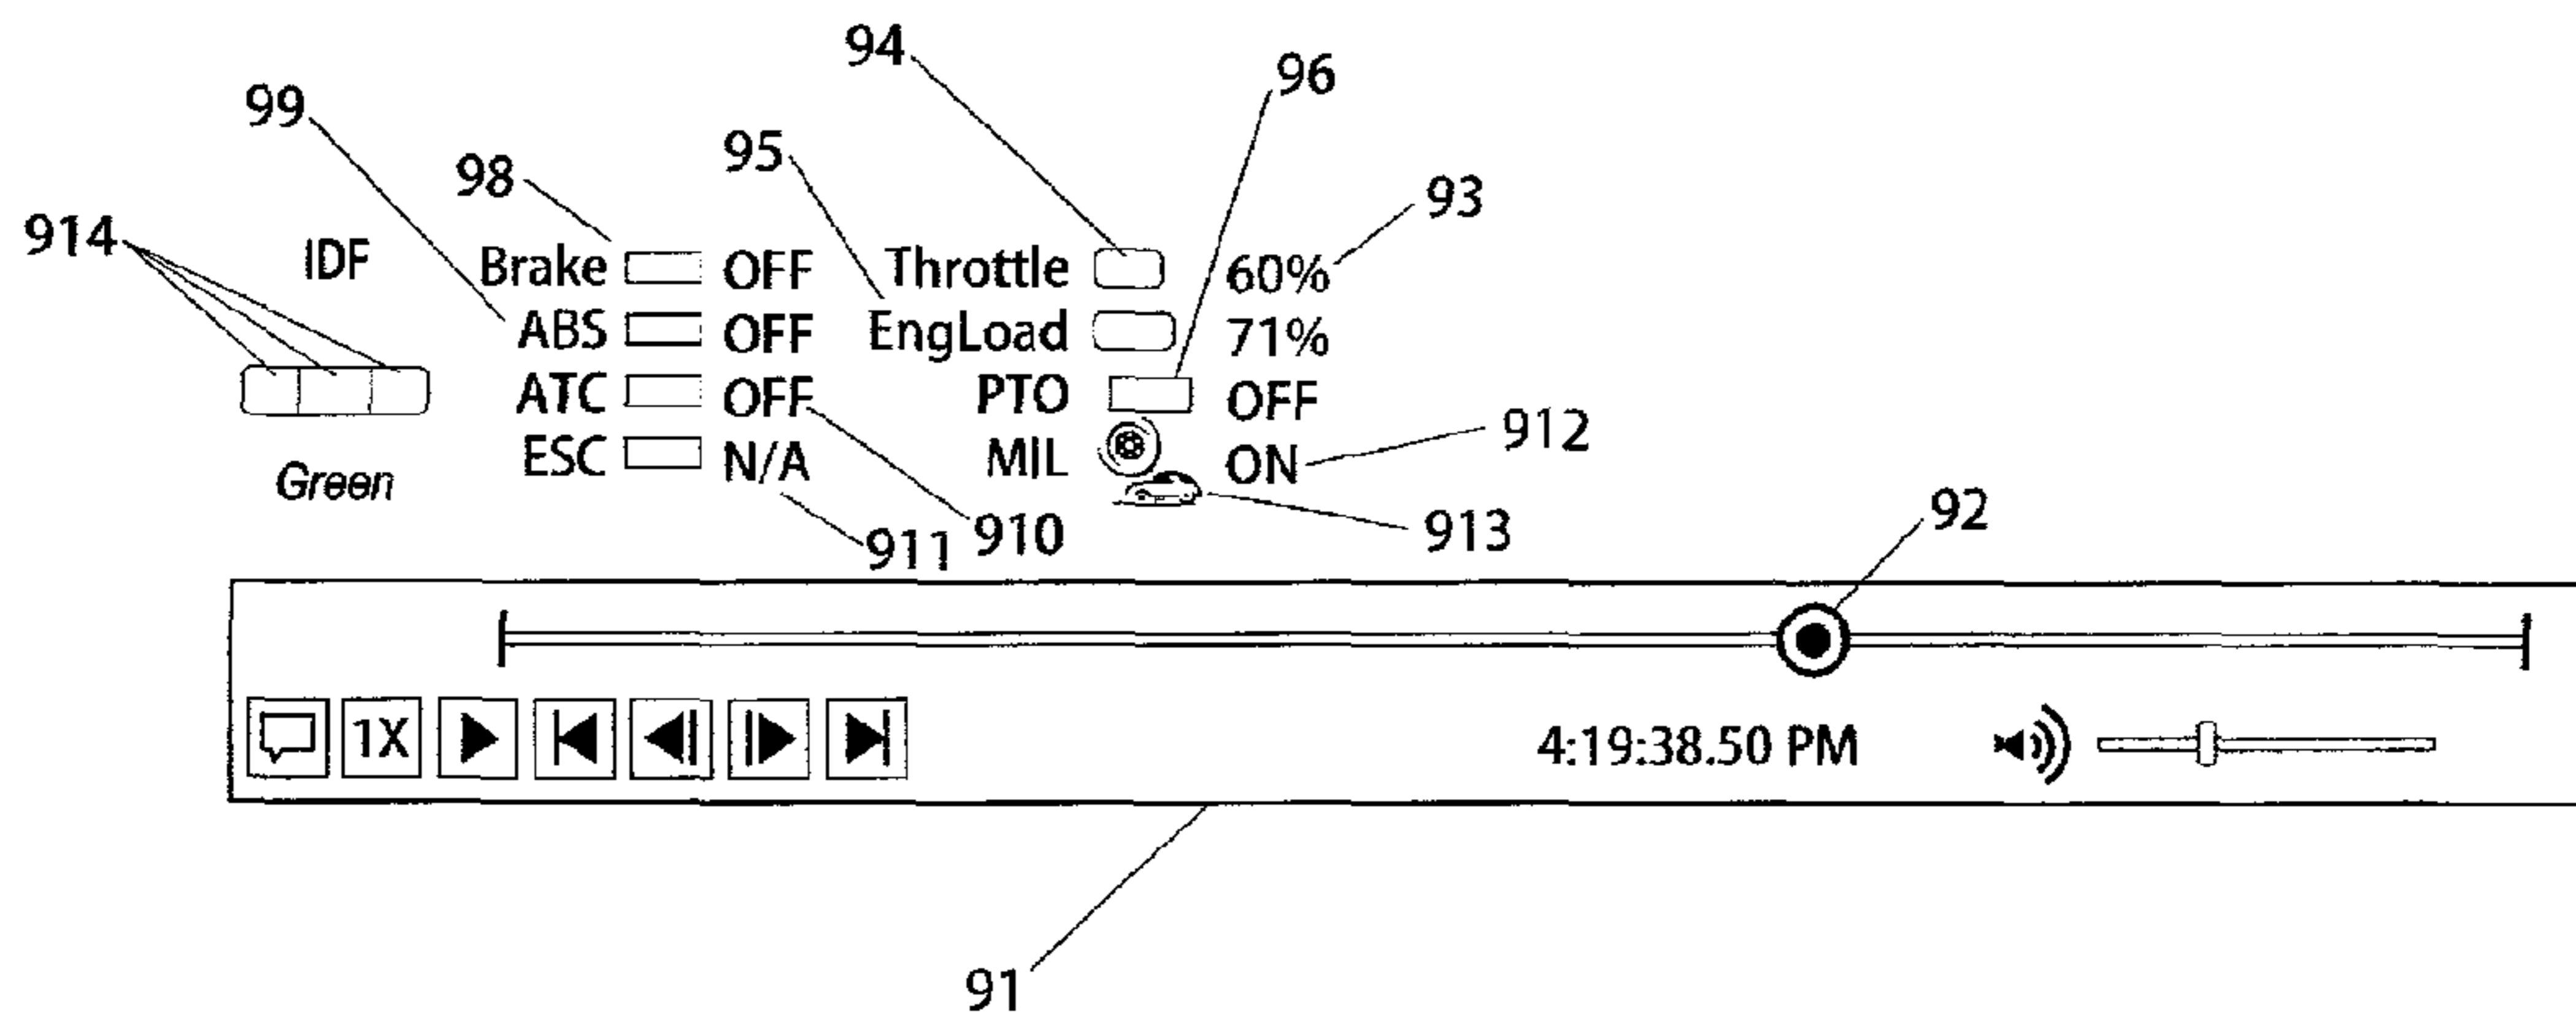 94
96
99
95
98
93
914
IDF
Brake OFF Throttle 60%
ABS OFF EngLoad 71%
ATC OFF PTO OFF
912
ESC N/A MIL ON
Green
92
913
910
911
1X
4:19:38.50 PM
91